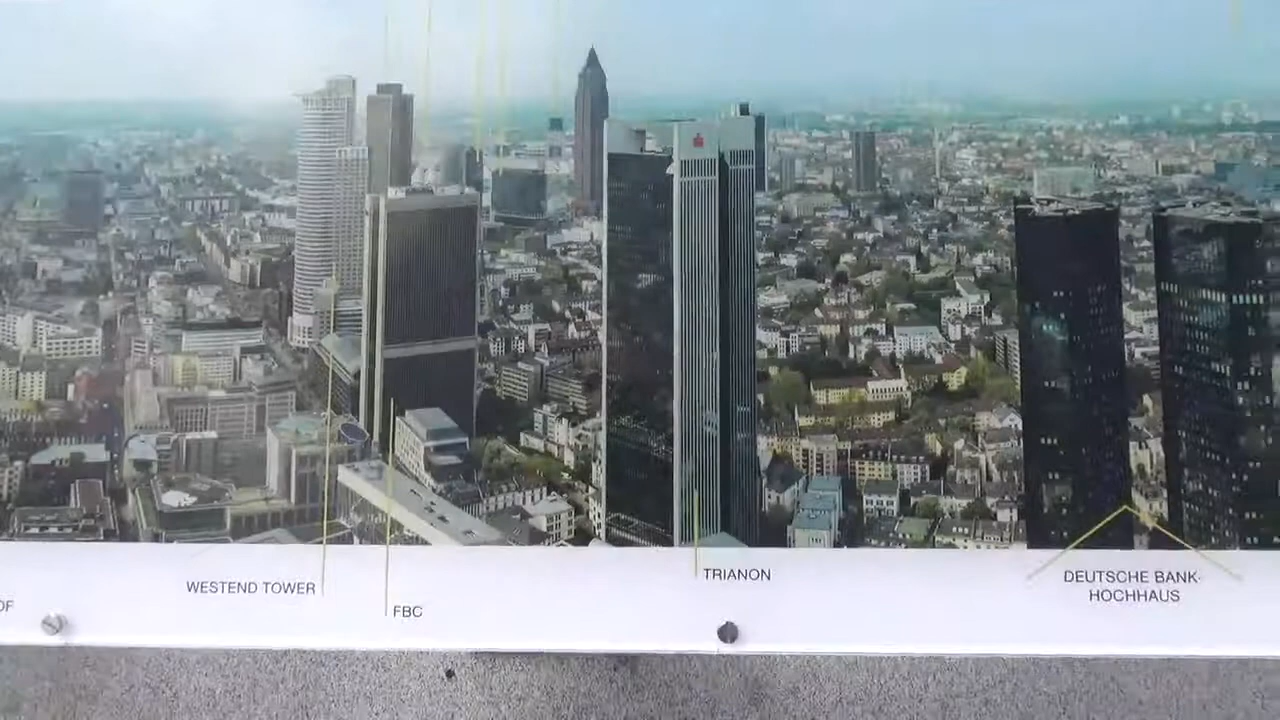 WESTEND TOWER
FBC
TRIANON
DEUTSCHE BANK-
HOCHHAUS